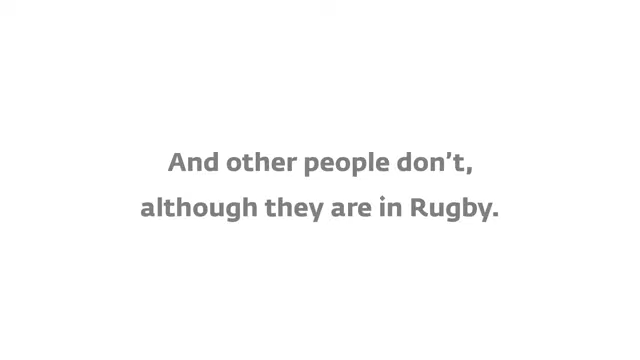 And other people don't,
although they are in Rugby.